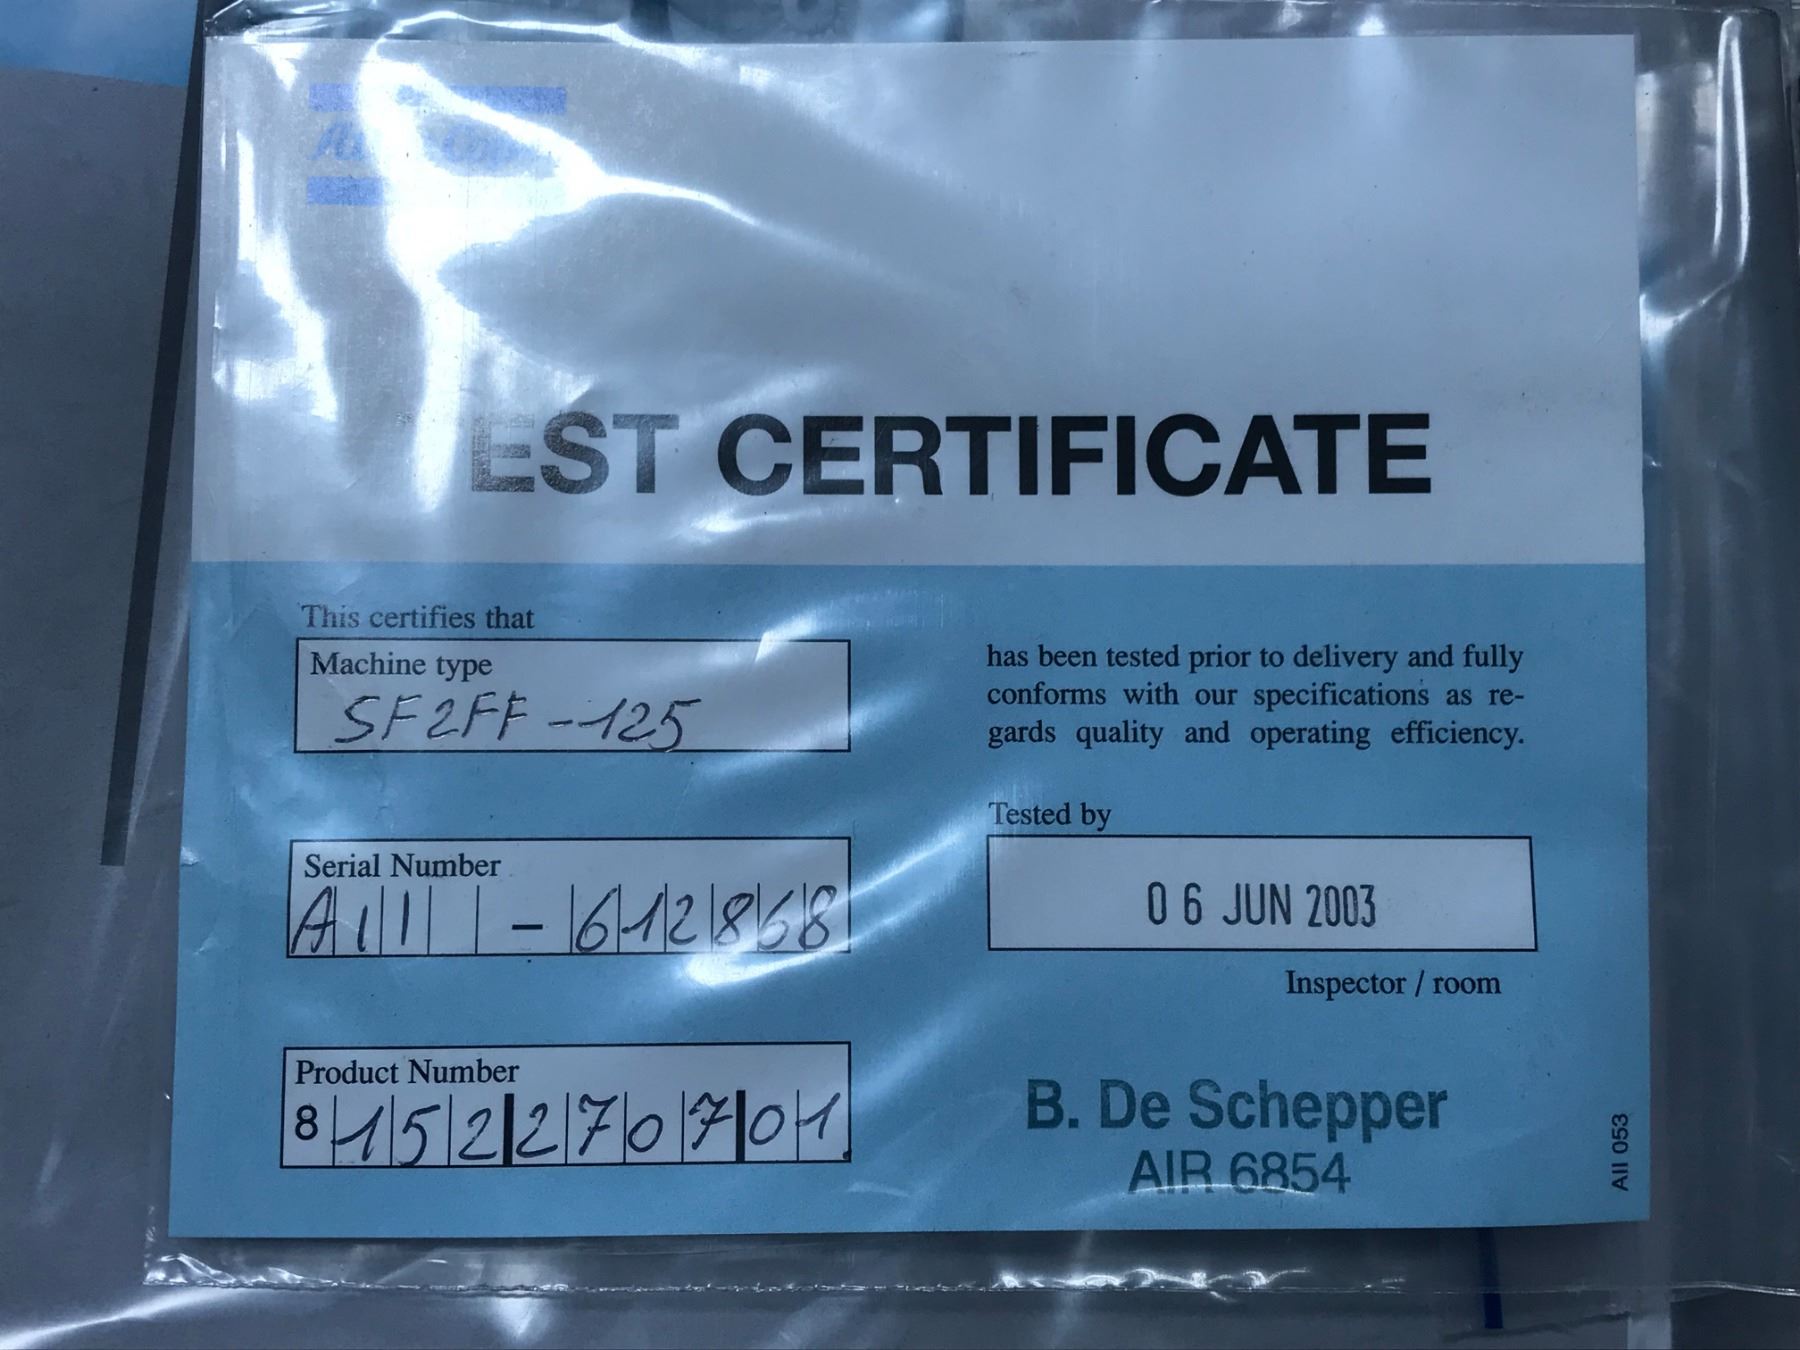 EST CERTIFICATE
This certifies that
Machine type
SF2FF-125
has been tested prior to delivery and fully
conforms with our specifications as re-
gards quality and operating efficiency.
Serial Number
AII - 612868
Tested by
06 JUN 2003
Inspector / room
Product Number
8152270701
B. De Schepper
AIR 6854
AII 053